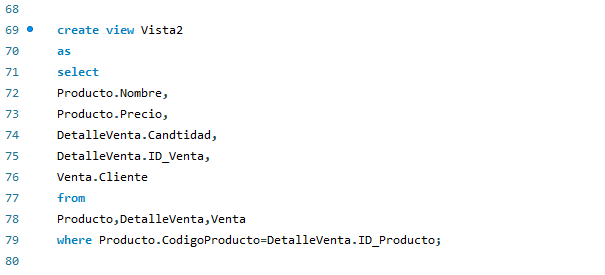 68
69 create view Vista2
70 as
71 select
72 Producto.Nombre,
73 Producto.Precio,
74 DetalleVenta.Candtidad,
75 DetalleVenta.ID_Venta,
76 Venta.Cliente
77 from
78 Producto,DetalleVenta,Venta
79 where Producto.CodigoProducto=DetalleVenta.ID_Producto;
80